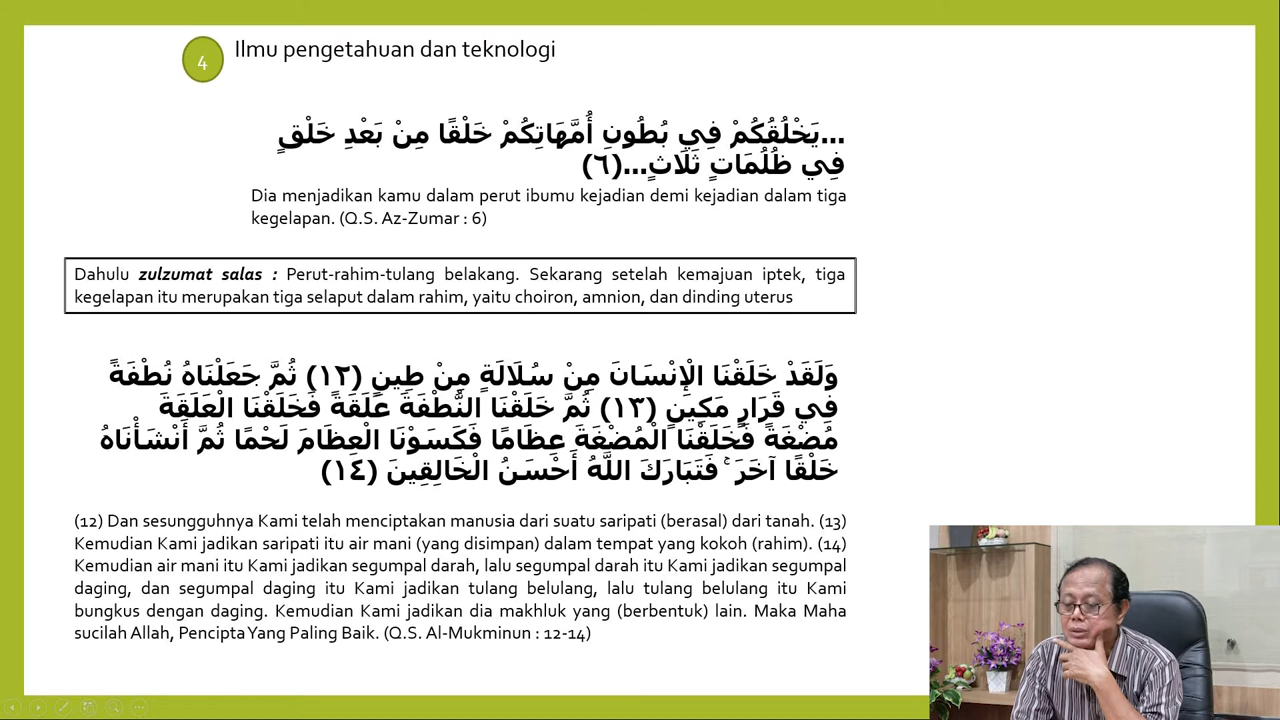 4
Ilmu pengetahuan dan teknologi
...يَخْلُقُكُمْ فِي بُطُونِ أُمَّهَاتِكُمْ خَلْقًا مِنْ بَعْدِ خَلْقٍ
فِي ظُلُمَاتٍ ثَلَاثٍ...(٦)
Dia menjadikan kamu dalam perut ibumu kejadian demi kejadian dalam tiga
kegelapan. (Q.S. Az-Zumar : 6)
Dahulu zulzumat salas : Perut-rahim-tulang belakang. Sekarang setelah kemajuan iptek, tiga
kegelapan itu merupakan tiga selaput dalam rahim, yaitu choiron, amnion, dan dinding uterus
وَلَقَدْ خَلَقْنَا الْإِنْسَانَ مِنْ سُلَالَةٍ مِنْ طِينٍ (١٢) ثُمَّ جَعَلْنَاهُ نُطْفَةً
فِي قَرَارٍ مَكِينٍ (١٣) ثُمَّ خَلَقْنَا النُّطْفَةَ عَلَقَةً فَخَلَقْنَا الْعَلَقَةَ
مُضْغَةً فَخَلَقْنَا الْمُضْغَةَ عِظَامًا فَكَسَوْنَا الْعِظَامَ لَحْمًا ثُمَّ أَنْشَأْنَاهُ
خَلْقًا آخَرَ ۚ فَتَبَارَكَ اللَّهُ أَحْسَنُ الْخَالِقِينَ (١٤)
(12) Dan sesungguhnya Kami telah menciptakan manusia dari suatu saripati (berasal) dari tanah. (13)
Kemudian Kami jadikan saripati itu air mani (yang disimpan) dalam tempat yang kokoh (rahim). (14)
Kemudian air mani itu Kami jadikan segumpal darah, lalu segumpal darah itu Kami jadikan segumpal
daging, dan segumpal daging itu Kami jadikan tulang belulang, lalu tulang belulang itu Kami
bungkus dengan daging. Kemudian Kami jadikan dia makhluk yang (berbentuk) lain. Maka Maha
sucilah Allah, Pencipta Yang Paling Baik. (Q.S. Al-Mukminun : 12-14)